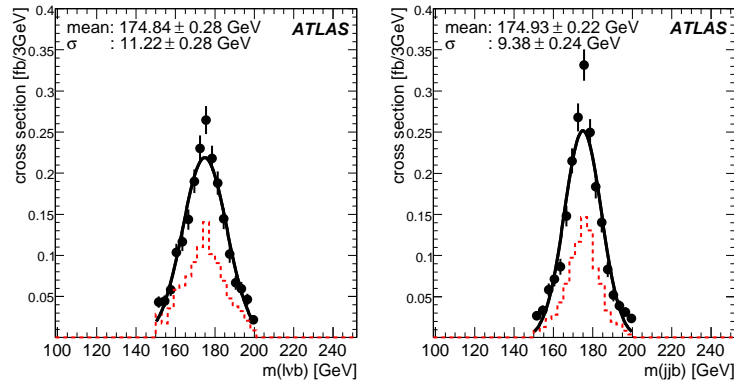 mean: 174.84 ± 0.28 GeV
σ : 11.22 ± 0.28 GeV
ATLAS
cross section [fb/3GeV]
0.4
0.35
0.3
0.25
0.2
0.15
0.1
0.05
100 120 140 160 180 200 220 240
m(lνb) [GeV]
mean: 174.93 ± 0.22 GeV
σ : 9.38 ± 0.24 GeV
ATLAS
cross section [fb/3GeV]
0.4
0.35
0.3
0.25
0.2
0.15
0.1
0.05
100 120 140 160 180 200 220 240
m(jjb) [GeV]